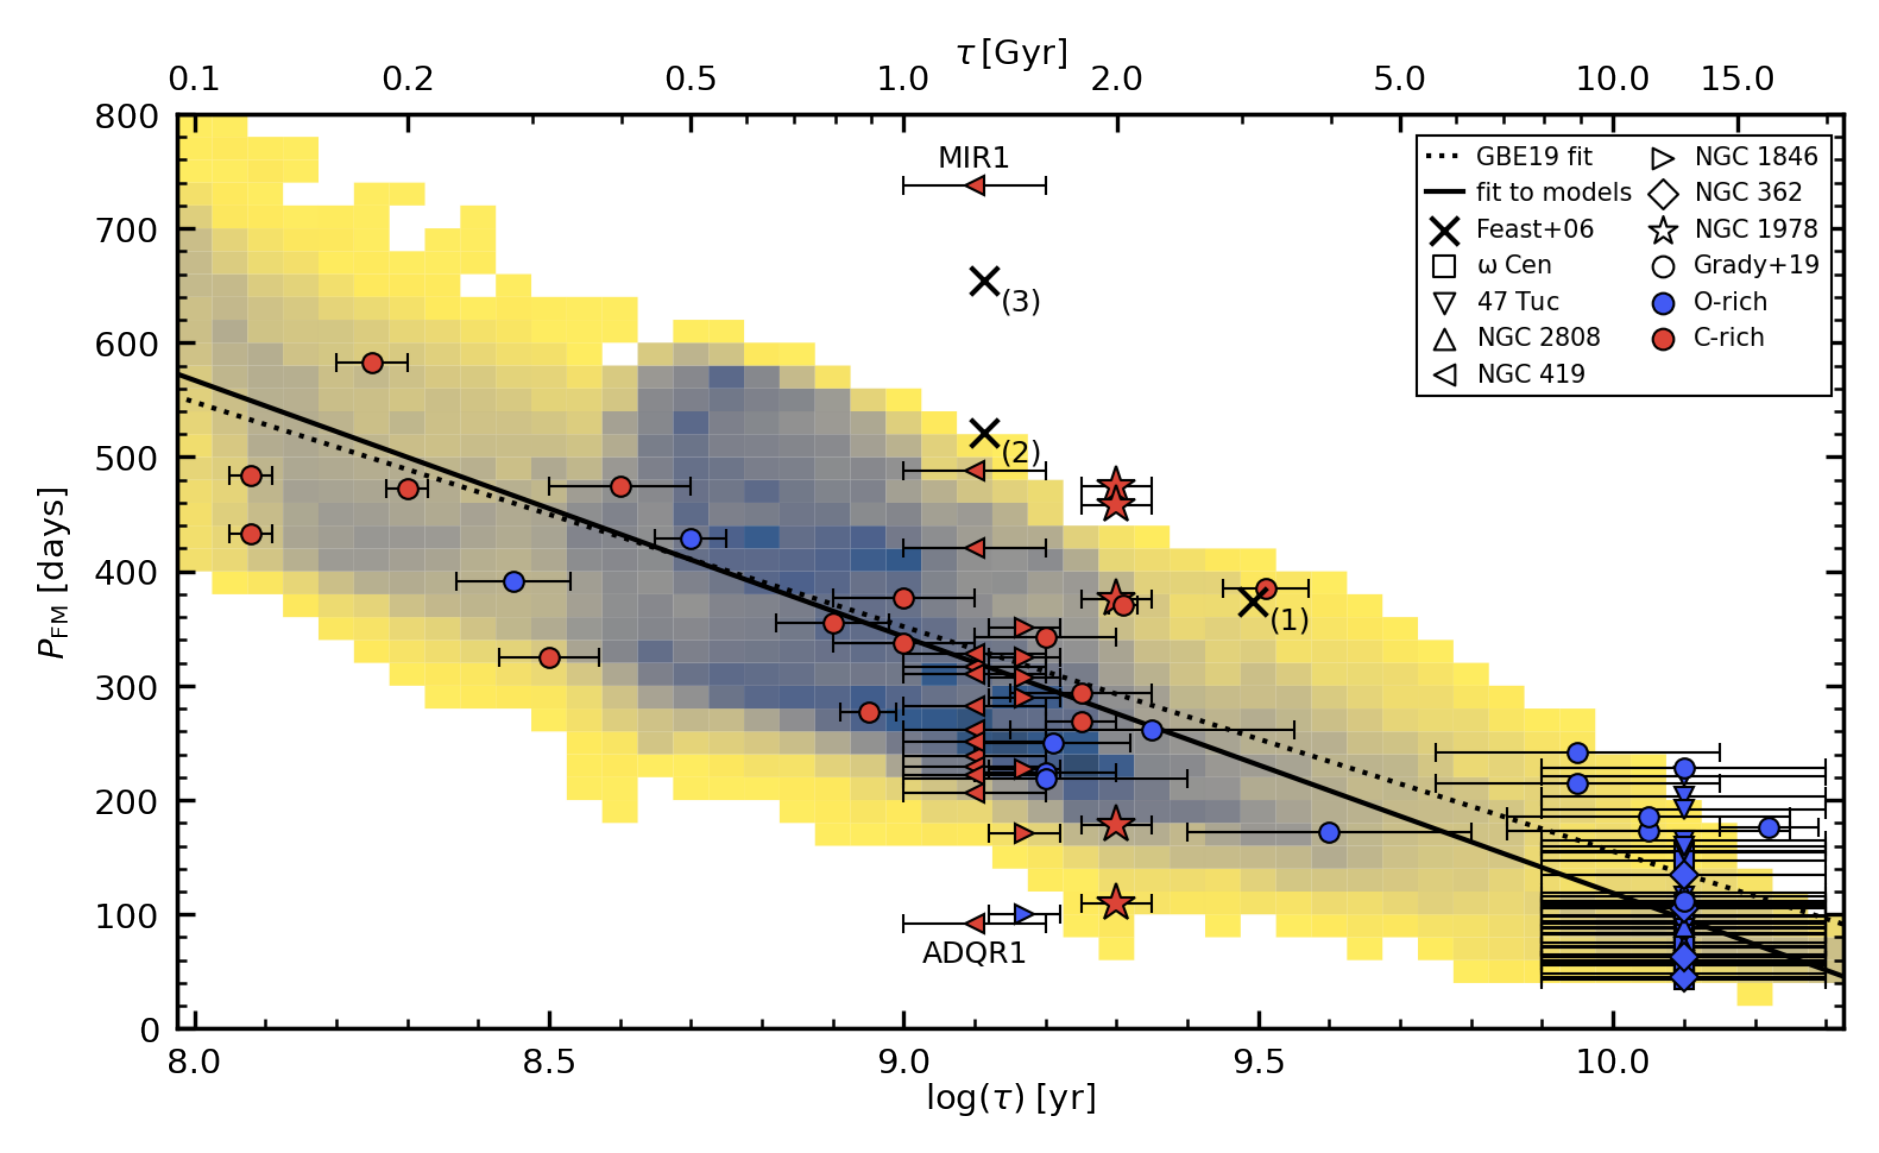 τ [Gyr]
0.1 0.2 0.5 1.0 2.0 5.0 10.0 15.0
800
700
600
500
400
300
200
100
0
P_FM [days]
MIR1
(3)
(2)
(1)
ADQR1
GBE19 fit
fit to models
Feast+06
ω Cen
47 Tuc
NGC 2808
NGC 419
NGC 1846
NGC 362
NGC 1978
Grady+19
O-rich
C-rich
8.0 8.5 9.0 9.5 10.0
log(τ) [yr]